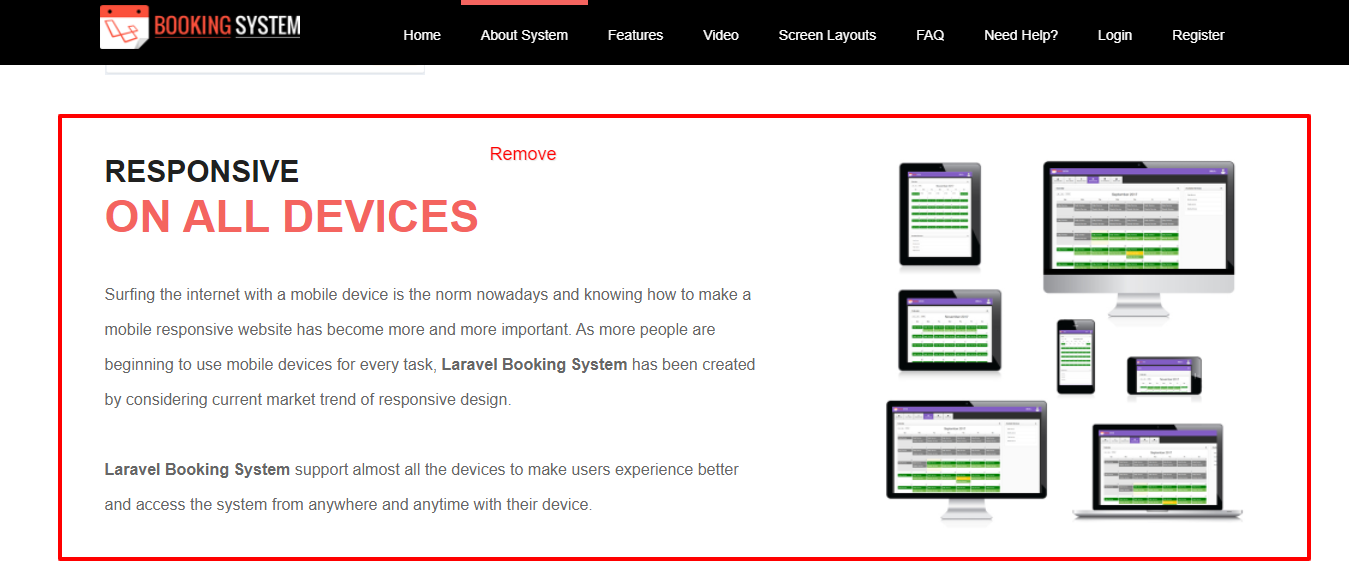 BOOKING SYSTEM
Home About System Features Video Screen Layouts FAQ Need Help? Login Register
Remove
RESPONSIVE
ON ALL DEVICES
Surfing the internet with a mobile device is the norm nowadays and knowing how to make a
mobile responsive website has become more and more important. As more people are
beginning to use mobile devices for every task, Laravel Booking System has been created
by considering current market trend of responsive design.
Laravel Booking System support almost all the devices to make users experience better
and access the system from anywhere and anytime with their device.